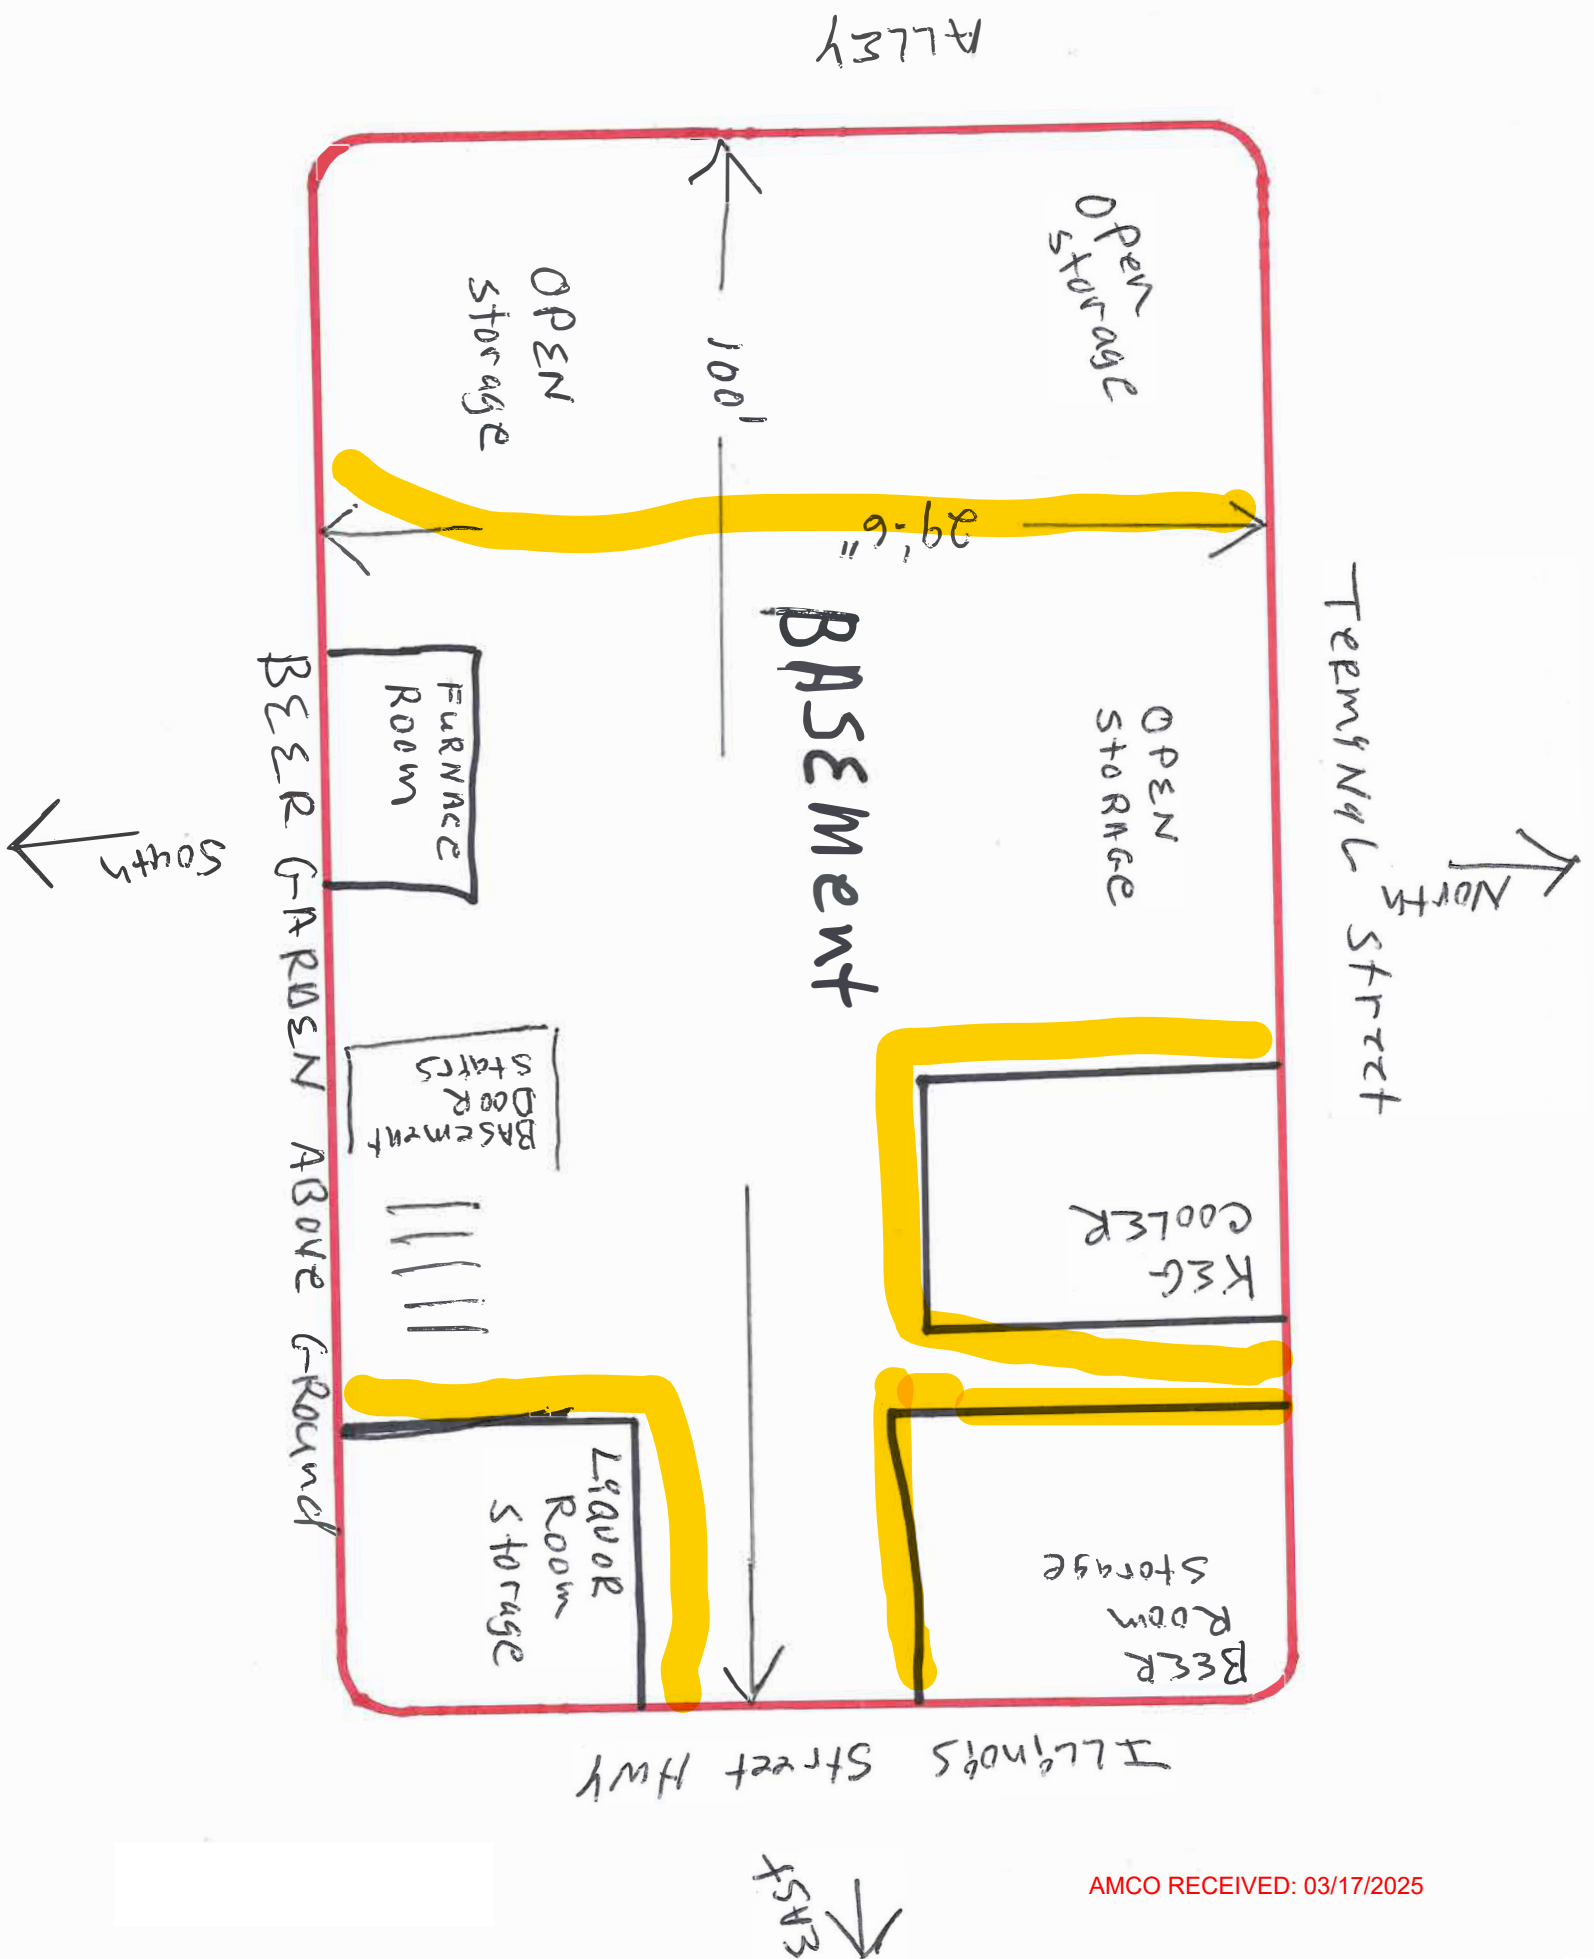 ALLEY
Open
storage
OPEN
storage
100'
29'-6"
BASEMENT
OPEN
STORAGE
TERMINAL Street
North
South
FURNACE
ROOM
BEER GARDEN ABOVE GROUND
BASEMENT
DOOR
Stairs
KEG
COOLER
LIQUOR
ROOM
Storage
BEER
ROOM
Storage
ILLINOIS Street HWY
EAST
AMCO RECEIVED: 03/17/2025